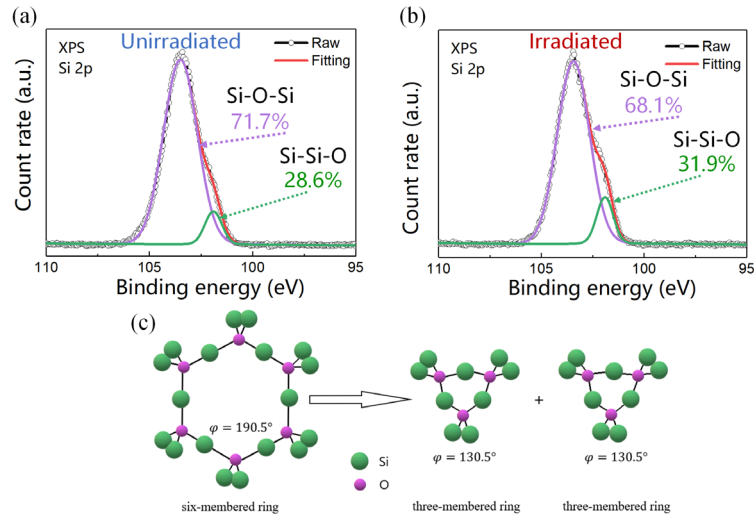 (a)
XPS
Si 2p
Unirradiated
Raw
Fitting
Si-O-Si
71.7%
Si-Si-O
28.6%
Count rate (a.u.)
110 105 100 95
Binding energy (eV)
(b)
XPS
Si 2p
Irradiated
Raw
Fitting
Si-O-Si
68.1%
Si-Si-O
31.9%
Count rate (a.u.)
110 105 100 95
Binding energy (eV)
(c)
φ = 190.5°
six-membered ring
Si
O
φ = 130.5°
three-membered ring
+
φ = 130.5°
three-membered ring